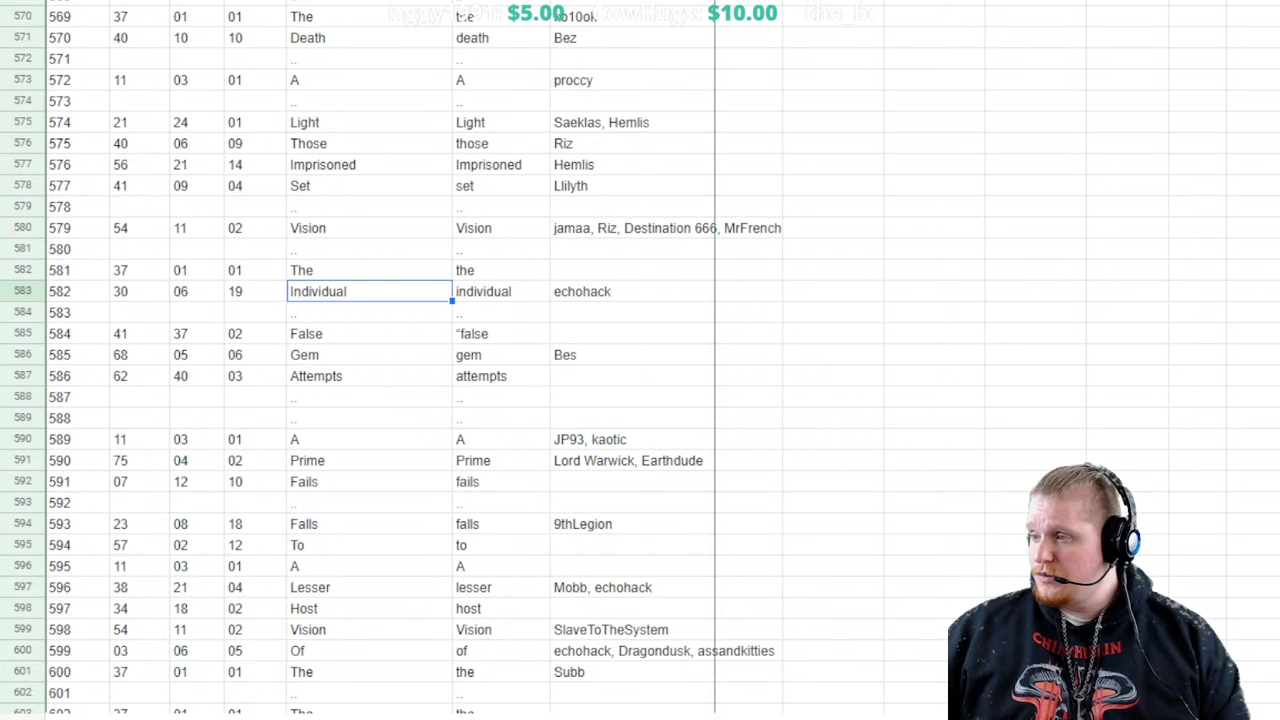 $5.00 CowHugs: $10.00 the_b
570 569 37 01 01 The the
571 570 40 10 10 Death death Bez
572 571 .. ..
573 572 11 03 01 A A proccy
574 573 .. ..
575 574 21 24 01 Light Light Saeklas, Hemlis
576 575 40 06 09 Those those Riz
577 576 56 21 14 Imprisoned Imprisoned Hemlis
578 577 41 09 04 Set set Llilyth
579 578 .. ..
580 579 54 11 02 Vision Vision jamaa, Riz, Destination 666, MrFrench
581 580 .. ..
582 581 37 01 01 The the
583 582 30 06 19 Individual individual echohack
584 583 .. ..
585 584 41 37 02 False “false
586 585 68 05 06 Gem gem Bes
587 586 62 40 03 Attempts attempts
588 587 .. ..
589 588 .. ..
590 589 11 03 01 A A JP93, kaotic
591 590 75 04 02 Prime Prime Lord Warwick, Earthdude
592 591 07 12 10 Fails fails
593 592 .. ..
594 593 23 08 18 Falls falls 9thLegion
595 594 57 02 12 To to
596 595 11 03 01 A A
597 596 38 21 04 Lesser lesser Mobb, echohack
598 597 34 18 02 Host host
599 598 54 11 02 Vision Vision SlaveToTheSystem
600 599 03 06 05 Of of echohack, Dragondusk, assandkitties
601 600 37 01 01 The the Subb
602 601 .. ..
603 602 37 01 01 The the